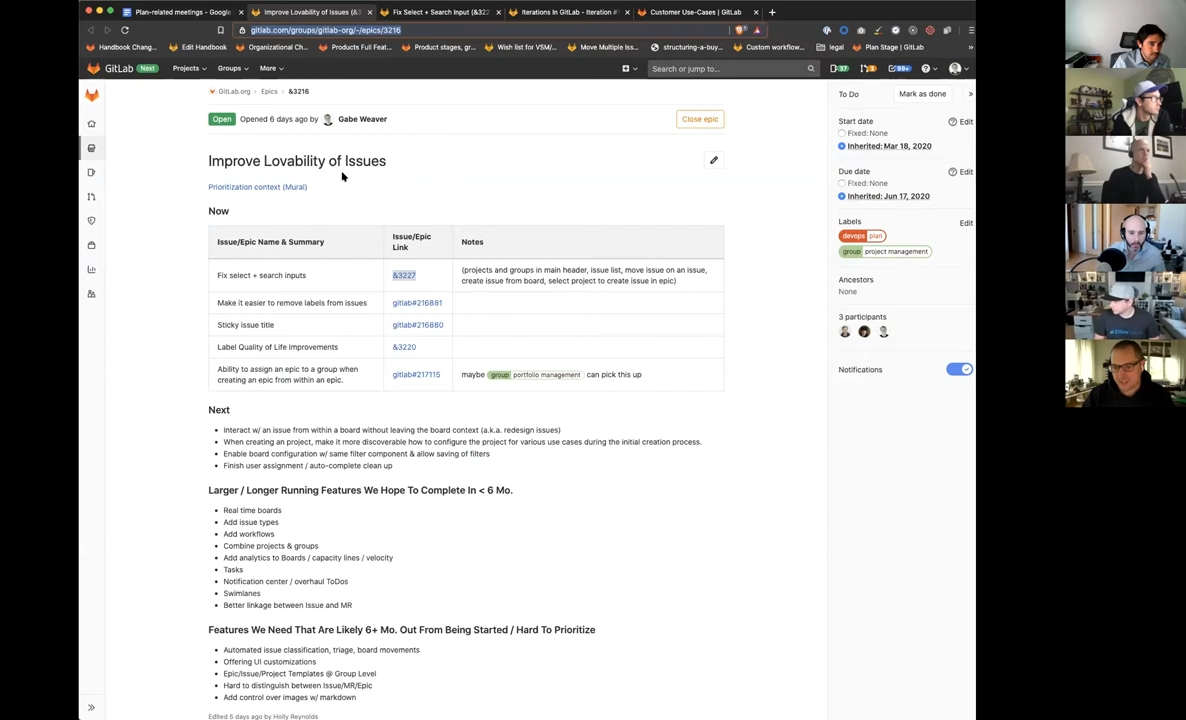 Plan-related meetings - Google
Improve Lovability of Issues (&3
Fix Select + Search Input (&322
Iterations In GitLab - Iteration #
Customer Use-Cases | GitLab
gitlab.com/groups/gitlab-org/-/epics/3216
Handbook Chang...
Edit Handbook
Organizational Ch...
Products Full Feat...
Product stages, gr...
Wish list for VSM/...
Move Multiple Iss...
structuring-a-buy...
Custom workflow...
legal
Plan Stage | GitLab
GitLab Next Projects Groups More
Search or jump to...
99+
GitLab.org > Epics > &3216
Open Opened 6 days ago by Gabe Weaver
Close epic
Improve Lovability of Issues
Prioritization context (Mural)
Now
Issue/Epic Name & Summary
Issue/Epic
Link
Notes
Fix select + search inputs
&3227
(projects and groups in main header, issue list, move issue on an issue,
create issue from board, select project to create issue in epic)
Make it easier to remove labels from issues
gitlab#216881
Sticky issue title
gitlab#216880
Label Quality of Life Improvements
&3220
Ability to assign an epic to a group when
creating an epic from within an epic.
gitlab#217115
maybe group portfolio management can pick this up
Next
• Interact w/ an issue from within a board without leaving the board context (a.k.a. redesign issues)
• When creating an project, make it more discoverable how to configure the project for various use cases during the initial creation process.
• Enable board configuration w/ same filter component & allow saving of filters
• Finish user assignment / auto-complete clean up
Larger / Longer Running Features We Hope To Complete In < 6 Mo.
• Real time boards
• Add issue types
• Add workflows
• Combine projects & groups
• Add analytics to Boards / capacity lines / velocity
• Tasks
• Notification center / overhaul ToDos
• Swimlanes
• Better linkage between Issue and MR
Features We Need That Are Likely 6+ Mo. Out From Being Started / Hard To Prioritize
• Automated issue classification, triage, board movements
• Offering UI customizations
• Epic/Issue/Project Templates @ Group Level
• Hard to distinguish between Issue/MR/Epic
• Add control over images w/ markdown
Edited 5 days ago by Holly Reynolds
To Do
Mark as done
Start date
Edit
Fixed: None
Inherited: Mar 18, 2020
Due date
Edit
Fixed: None
Inherited: Jun 17, 2020
Labels
Edit
devops plan
group project management
Ancestors
None
3 participants
Notifications